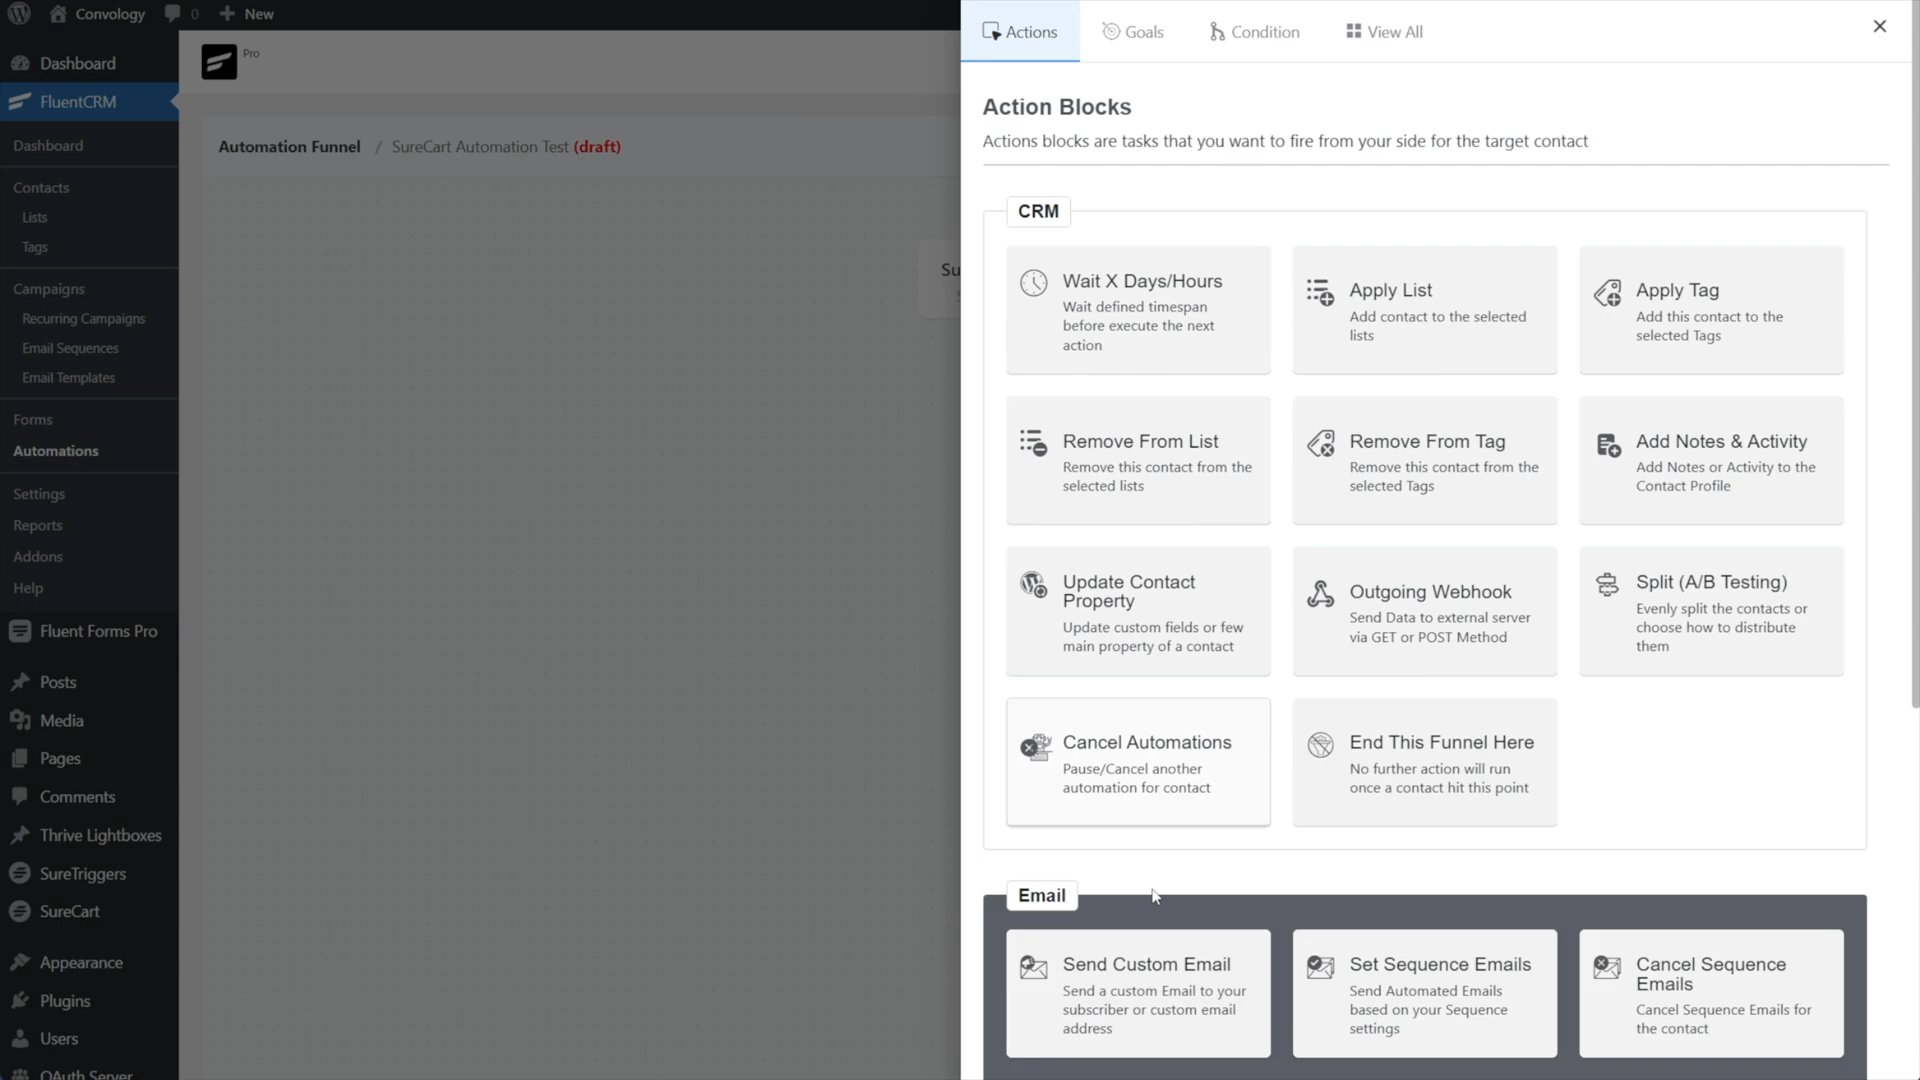 Convology
0
New
Dashboard
FluentCRM
Dashboard
Contacts
Lists
Tags
Campaigns
Recurring Campaigns
Email Sequences
Email Templates
Forms
Automations
Settings
Reports
Addons
Help
Fluent Forms Pro
Posts
Media
Pages
Comments
Thrive Lightboxes
SureTriggers
SureCart
Appearance
Plugins
Users
OAuth Server
Pro
Automation Funnel / SureCart Automation Test (draft)
Su
Actions
Goals
Condition
View All
Action Blocks
Actions blocks are tasks that you want to fire from your side for the target contact
CRM
Wait X Days/Hours
Wait defined timespan
before execute the next
action
Apply List
Add contact to the selected
lists
Apply Tag
Add this contact to the
selected Tags
Remove From List
Remove this contact from the
selected lists
Remove From Tag
Remove this contact from the
selected Tags
Add Notes & Activity
Add Notes or Activity to the
Contact Profile
Update Contact
Property
Update custom fields or few
main property of a contact
Outgoing Webhook
Send Data to external server
via GET or POST Method
Split (A/B Testing)
Evenly split the contacts or
choose how to distribute
them
Cancel Automations
Pause/Cancel another
automation for contact
End This Funnel Here
No further action will run
once a contact hit this point
Email
Send Custom Email
Send a custom Email to your
subscriber or custom email
address
Set Sequence Emails
Send Automated Emails
based on your Sequence
settings
Cancel Sequence
Emails
Cancel Sequence Emails for
the contact